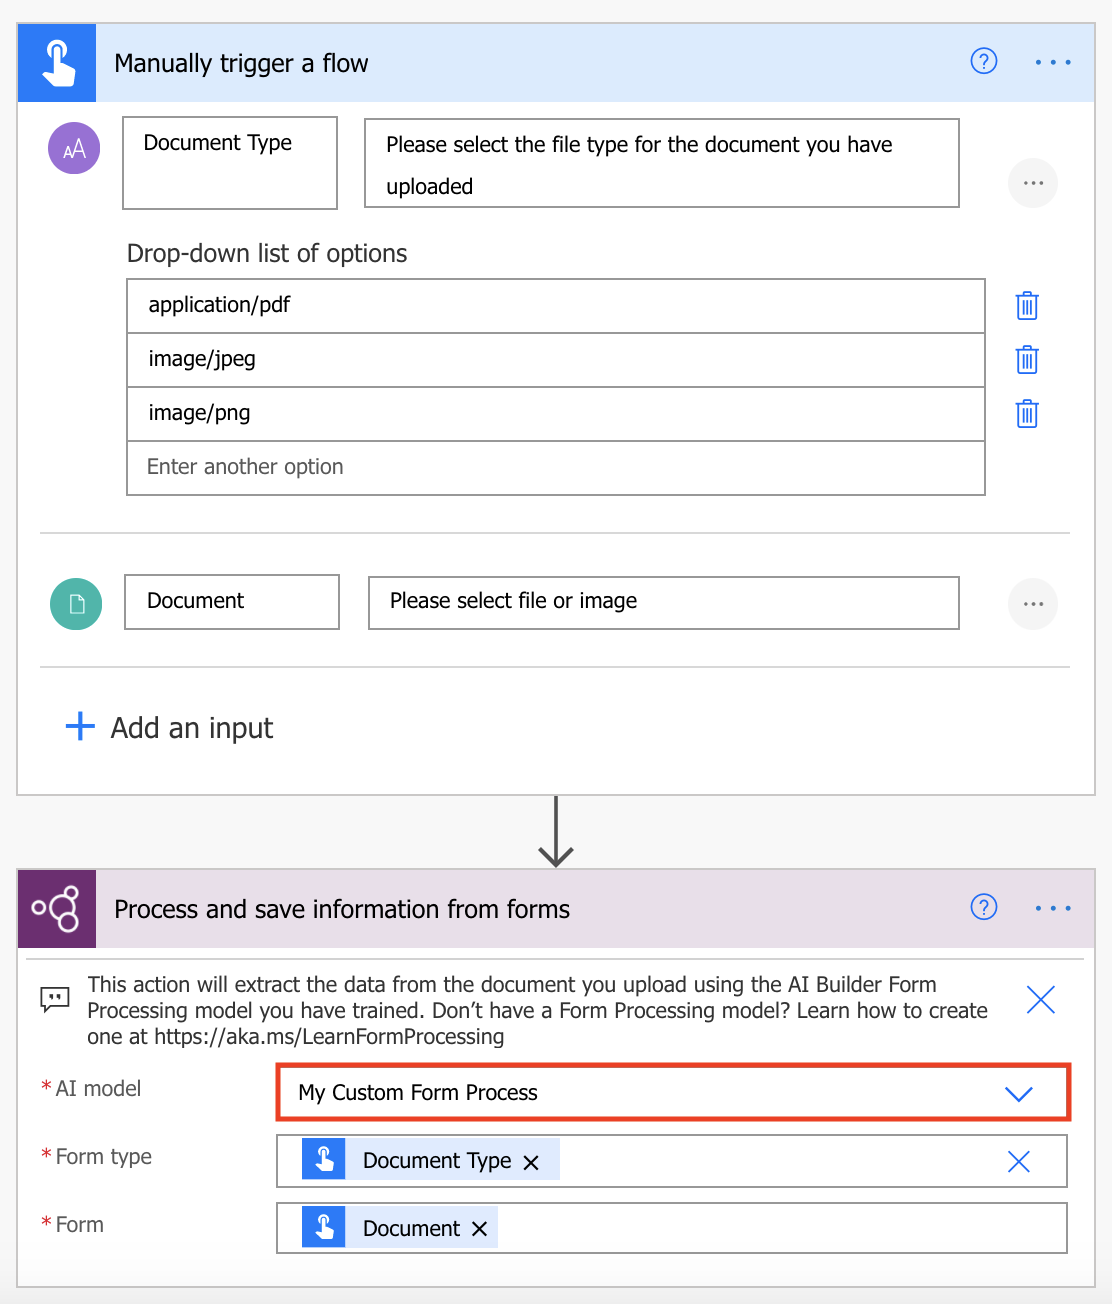 Manually trigger a flow
?
AA
Document Type
Please select the file type for the document you have
uploaded
Drop-down list of options
application/pdf
image/jpeg
image/png
Enter another option
Document
Please select file or image
Add an input
Process and save information from forms
?
This action will extract the data from the document you upload using the AI Builder Form
Processing model you have trained. Don’t have a Form Processing model? Learn how to create
one at https://aka.ms/LearnFormProcessing
* AI model
My Custom Form Process
* Form type
Document Type
* Form
Document